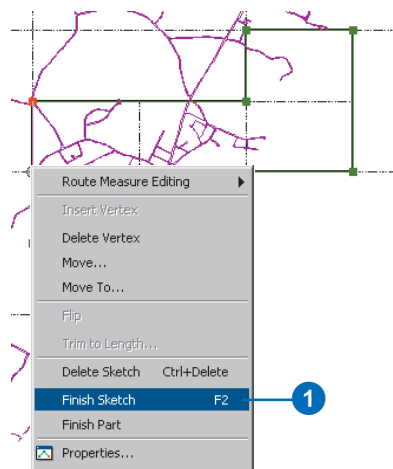 Route Measure Editing
Insert Vertex
Delete Vertex
Move...
Move To...
Flip
Trim to Length...
Delete Sketch Ctrl+Delete
Finish Sketch F2 1
Finish Part
Properties...